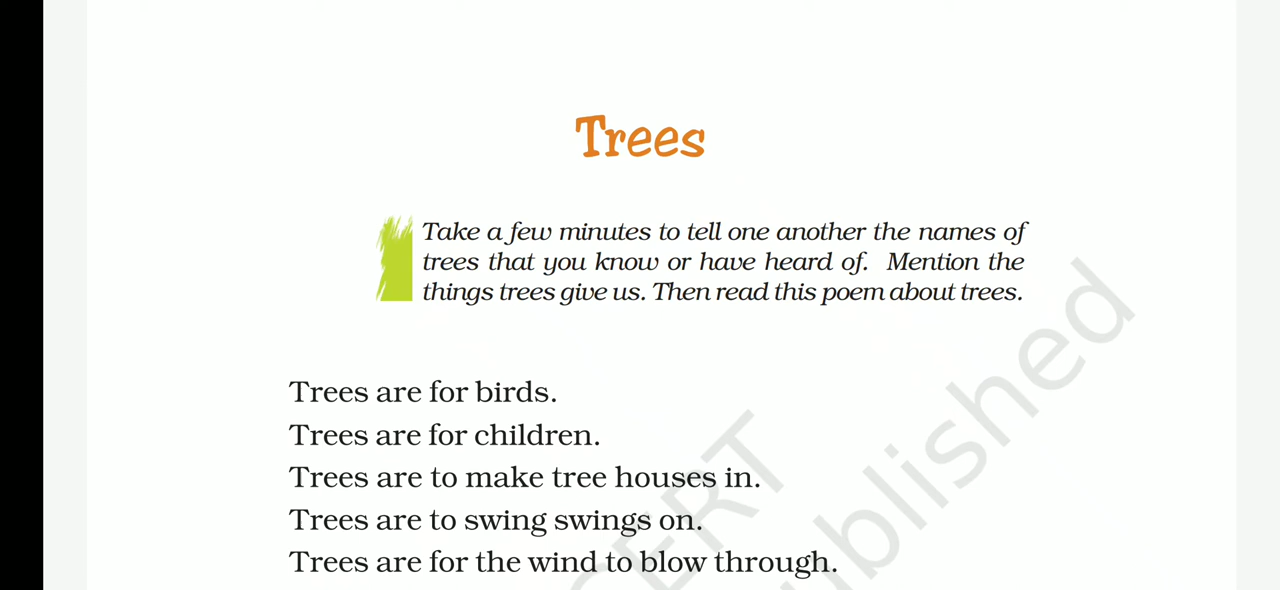 Trees
Take a few minutes to tell one another the names of
trees that you know or have heard of. Mention the
things trees give us. Then read this poem about trees.
Trees are for birds.
Trees are for children.
Trees are to make tree houses in.
Trees are to swing swings on.
Trees are for the wind to blow through.